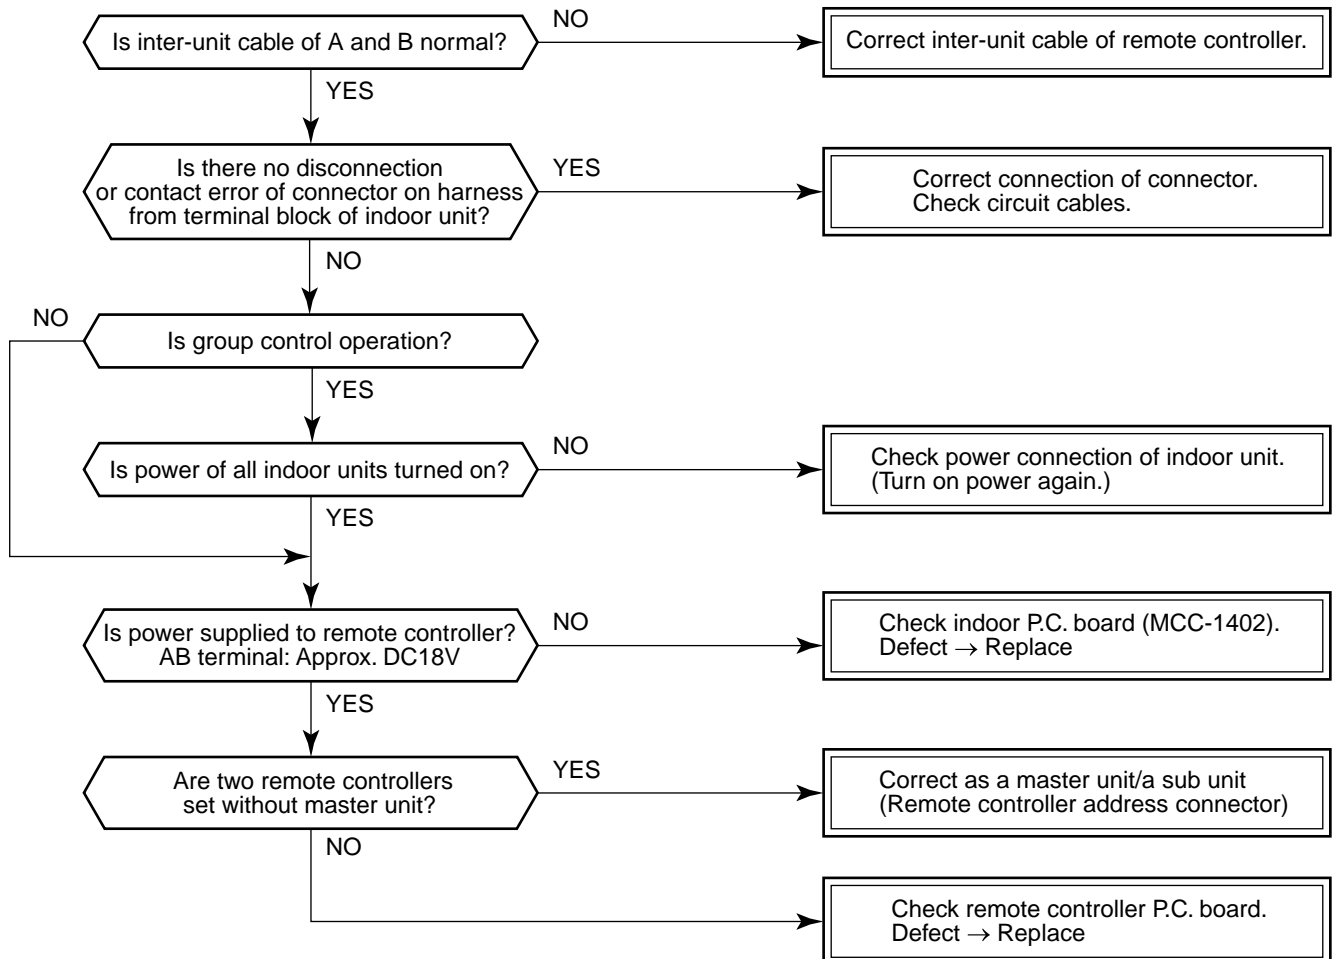 Is inter-unit cable of A and B normal?
NO
Correct inter-unit cable of remote controller.
YES
Is there no disconnection
or contact error of connector on harness
from terminal block of indoor unit?
YES
Correct connection of connector.
Check circuit cables.
NO
NO
Is group control operation?
YES
Is power of all indoor units turned on?
NO
Check power connection of indoor unit.
(Turn on power again.)
YES
Is power supplied to remote controller?
AB terminal: Approx. DC18V
NO
Check indoor P.C. board (MCC-1402).
Defect → Replace
YES
Are two remote controllers
set without master unit?
YES
Correct as a master unit/a sub unit
(Remote controller address connector)
NO
Check remote controller P.C. board.
Defect → Replace